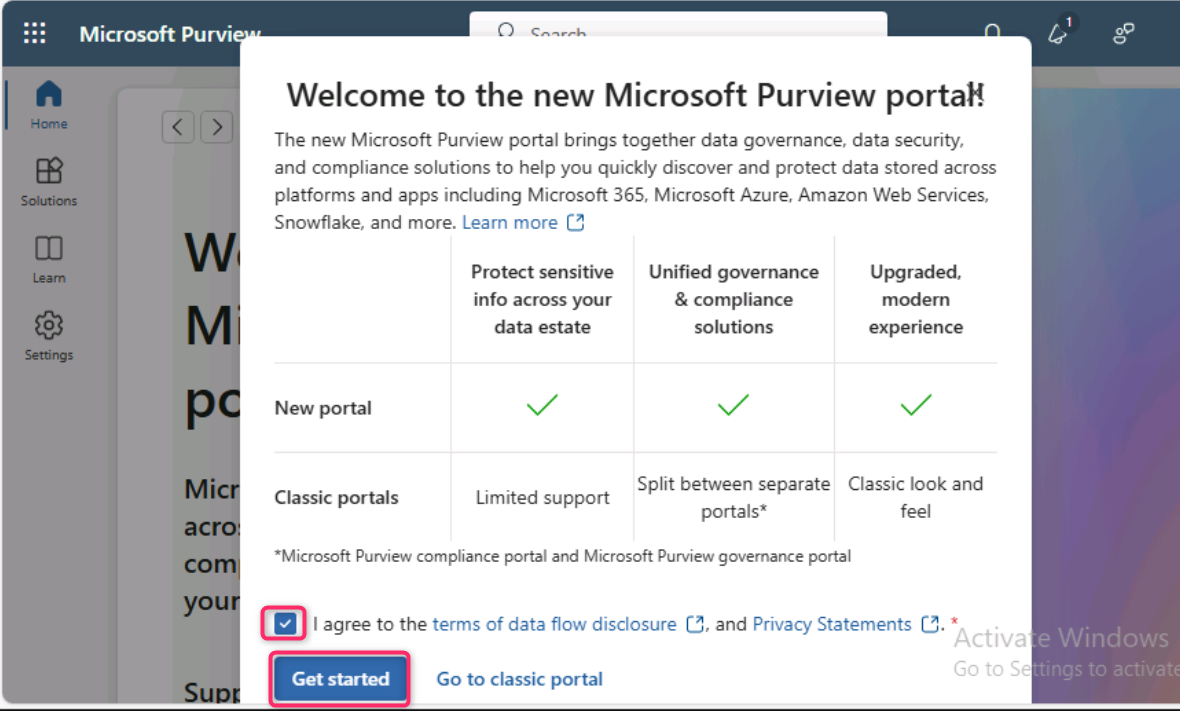 Microsoft Purview
Search
1
Home
Solutions
Learn
Settings
Welcome to the new Microsoft Purview portal!
The new Microsoft Purview portal brings together data governance, data security,
and compliance solutions to help you quickly discover and protect data stored across
platforms and apps including Microsoft 365, Microsoft Azure, Amazon Web Services,
Snowflake, and more. Learn more
Protect sensitive
info across your
data estate
Unified governance
& compliance
solutions
Upgraded,
modern
experience
New portal
Classic portals
Limited support
Split between separate
portals*
Classic look and
feel
*Microsoft Purview compliance portal and Microsoft Purview governance portal
I agree to the terms of data flow disclosure , and Privacy Statements . *
Get started
Go to classic portal
Micr
your
Supp
Activate Windows
Go to Settings to activate